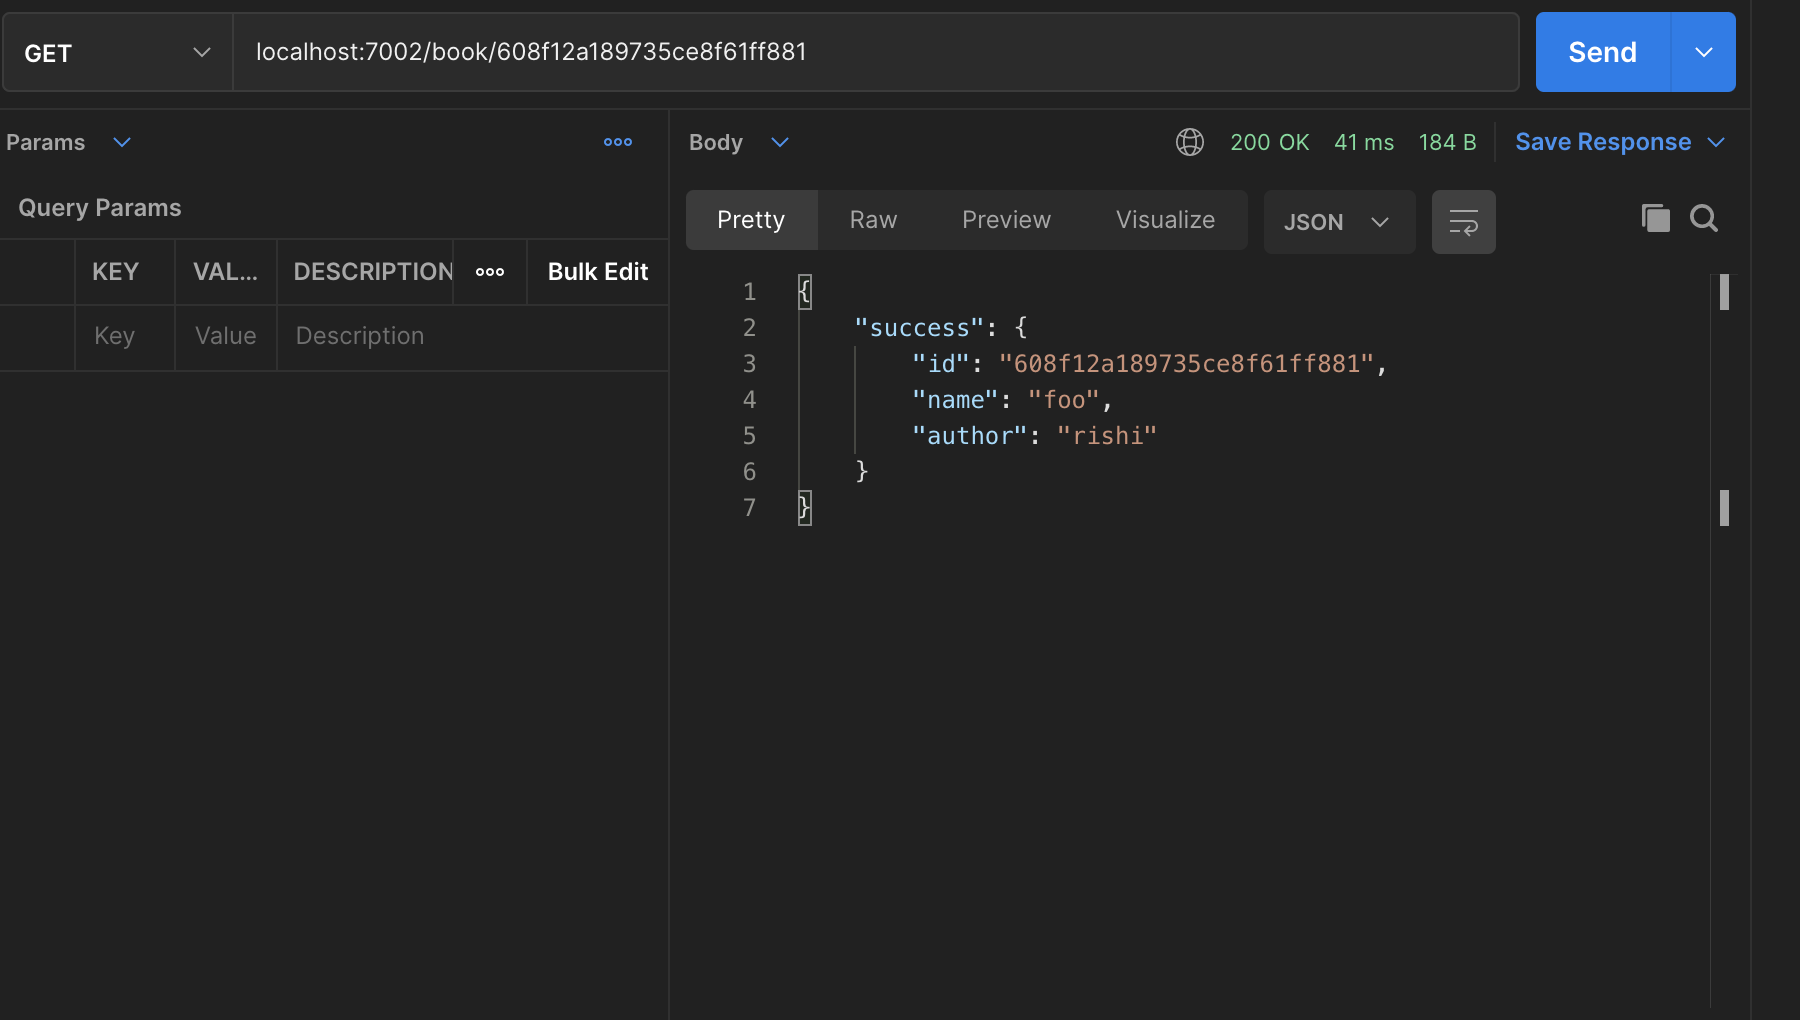 GET localhost:7002/book/608f12a189735ce8f61ff881 Send
Params
Query Params
KEY VAL... DESCRIPTION Bulk Edit
Key Value Description
Body 200 OK 41 ms 184 B Save Response
Pretty Raw Preview Visualize JSON
1 {
2 "success": {
3 "id": "608f12a189735ce8f61ff881",
4 "name": "foo",
5 "author": "rishi"
6 }
7 }